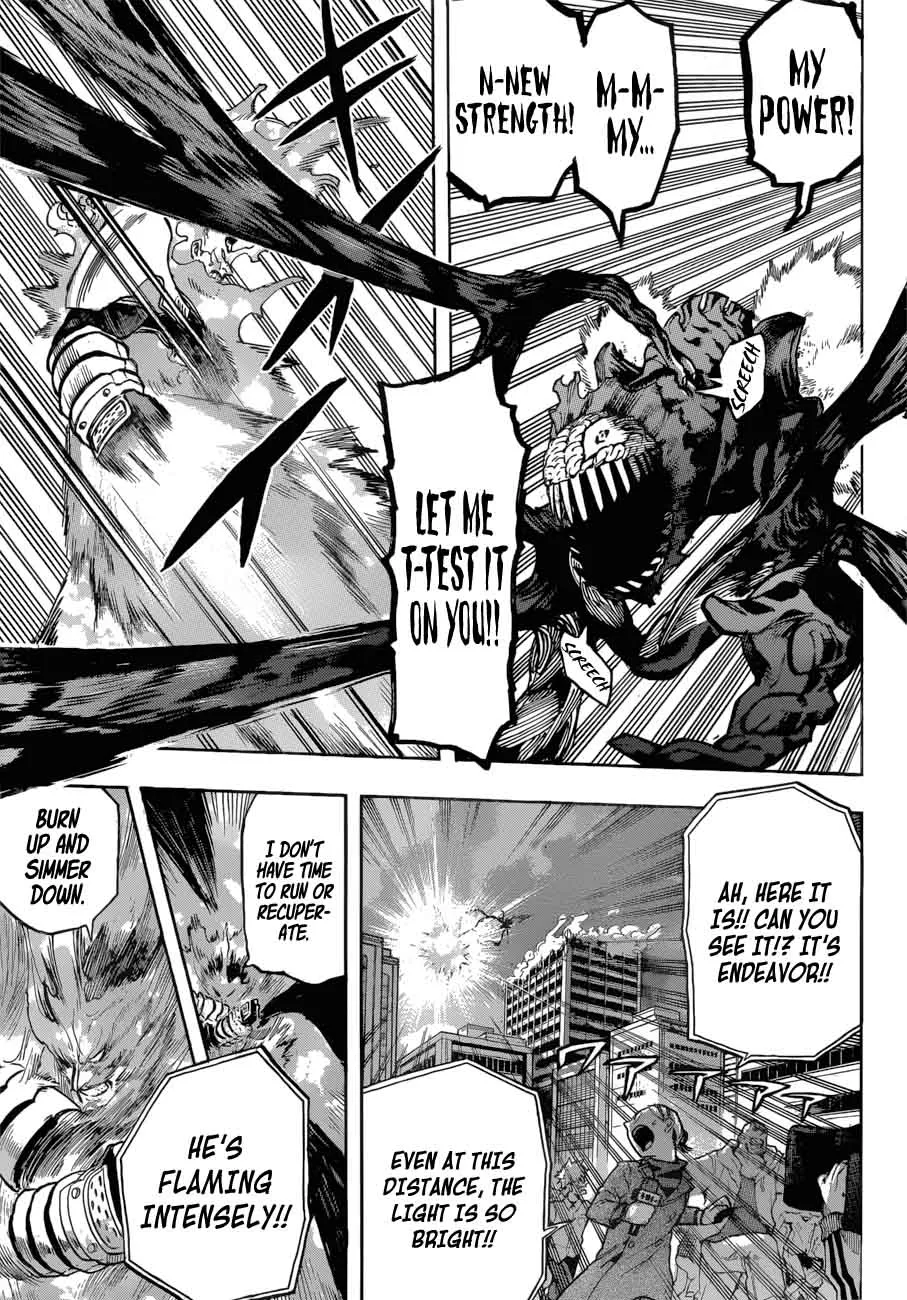 MY
POWER!
M-M-
MY...
N-NEW
STRENGTH!
SCREECH
LET ME
T-TEST IT
ON YOU!!
SCREECH
AH, HERE IT
IS!! CAN YOU
SEE IT!? IT'S
ENDEAVOR!!
EVEN AT THIS
DISTANCE, THE
LIGHT IS SO
BRIGHT!!
I DON'T
HAVE TIME
TO RUN OR
RECUPER-
ATE.
BURN
UP AND
SIMMER
DOWN.
HE'S
FLAMING
INTENSELY!!